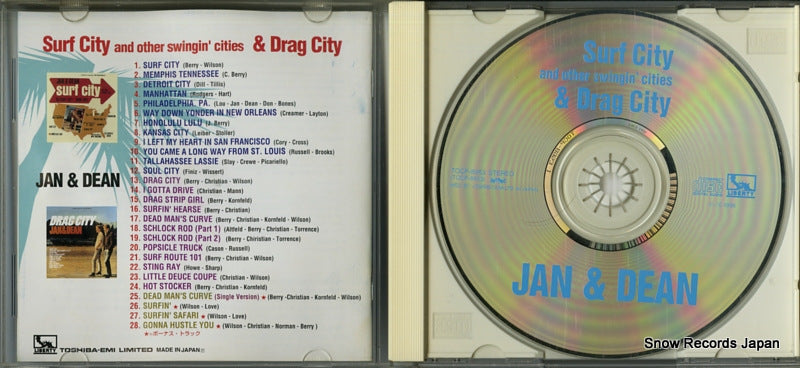 Surf City and other swingin' cities & Drag City
1. SURF CITY (Berry - Wilson)
2. MEMPHIS TENNESSEE (C. Berry)
3. DETROIT CITY (Dill - Tillis)
4. MANHATTAN (Rodgers - Hart)
5. PHILADELPHIA, PA. (Lou - Jan - Dean - Don - Bones)
6. WAY DOWN YONDER IN NEW ORLEANS (Creamer - Layton)
7. HONOLULU LULU (J. Berry)
8. KANSAS CITY (Leiber - Stoller)
9. I LEFT MY HEART IN SAN FRANCISCO (Cory - Cross)
10. YOU CAME A LONG WAY FROM ST. LOUIS (Russell - Brooks)
11. TALLAHASSEE LASSIE (Slay - Crewe - Picariello)
12. SOUL CITY (Finiz - Wissert)
13. DRAG CITY (Berry - Christian - Wilson)
14. I GOTTA DRIVE (Christian - Mann)
15. DRAG STRIP GIRL (Berry - Kornfeld)
16. SURFIN' HEARSE (Berry - Christian)
17. DEAD MAN'S CURVE (Berry - Christian - Kornfeld - Wilson)
18. SCHLOCK ROD (Part 1) (Altfeld - Berry - Christian - Torrence)
19. SCHLOCK ROD (Part 2) (Berry - Christian - Torrence)
20. POPSICLE TRUCK (Cason - Russell)
21. SURF ROUTE 101 (Berry - Christian - Wilson)
22. STING RAY (Howe - Sharp)
23. LITTLE DEUCE COUPE (Christian - Wilson)
24. HOT STOCKER (Berry - Christian - Kornfeld)
25. DEAD MAN'S CURVE (Single Version) ★ (Berry -Christian - Kornfeld - Wilson)
26. SURFIN' ★ (Wilson - Love)
27. SURFIN' SAFARI ★ (Wilson - Love)
28. GONNA HUSTLE YOU ★ (Wilson - Christian - Norman - Berry )
★=ボーナス・トラック
surf city
JAN & DEAN
DRAG CITY
JAN & DEAN
LIBERTY
TOSHIBA-EMI LIMITED MADE IN JAPAN
Surf City
and other swingin' cities
& Drag City
STEREO
LIBERTY
JAN & DEAN
Snow Records Japan